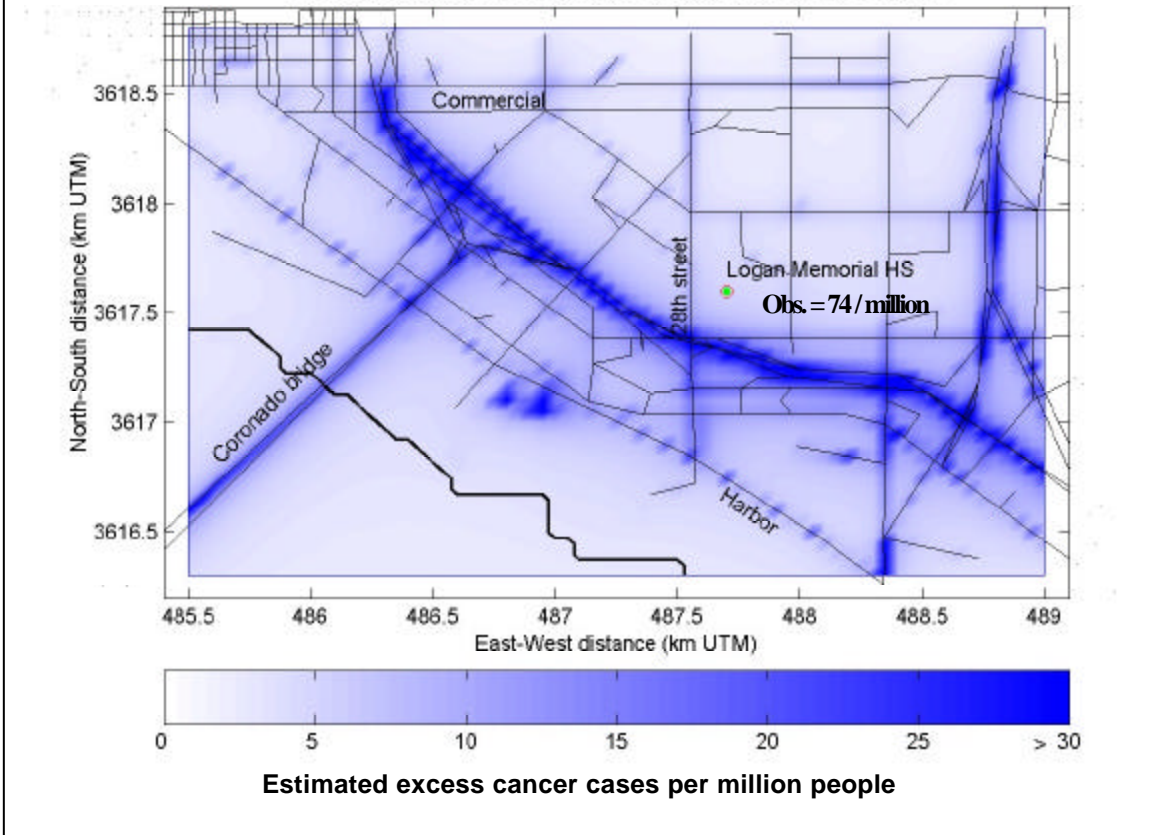 3618.5
3618
3617.5
3617
3616.5
North-South distance (km UTM)
Commercial
28th street
Logan Memorial HS
Obs. = 74 / million
Coronado bridge
Harbor
485.5 486 486.5 487 487.5 488 488.5 489
East-West distance (km UTM)
0 5 10 15 20 25 > 30
Estimated excess cancer cases per million people